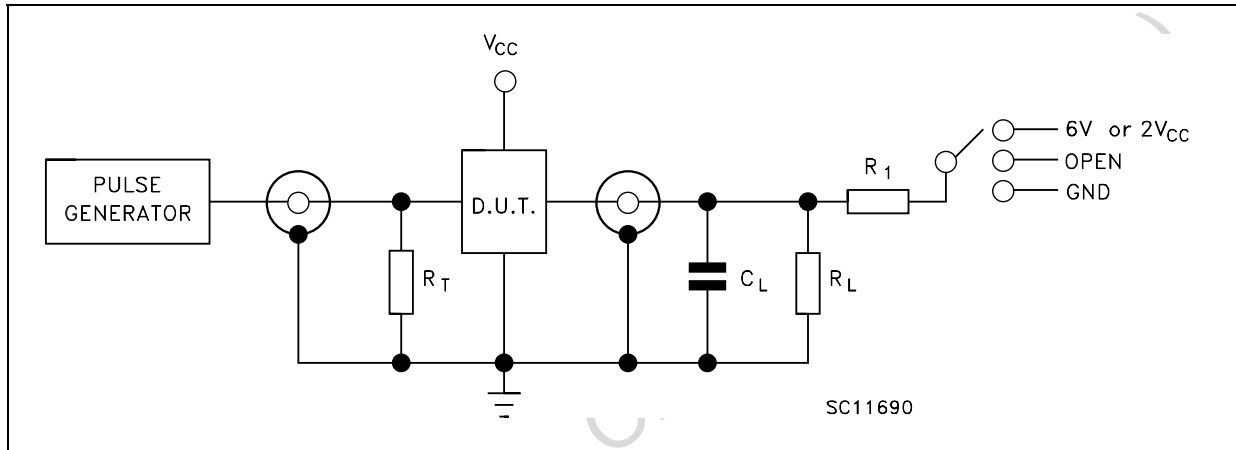 VCC
PULSE
GENERATOR
D.U.T.
RT
CL
RL
R1
6V or 2VCC
OPEN
GND
SC11690